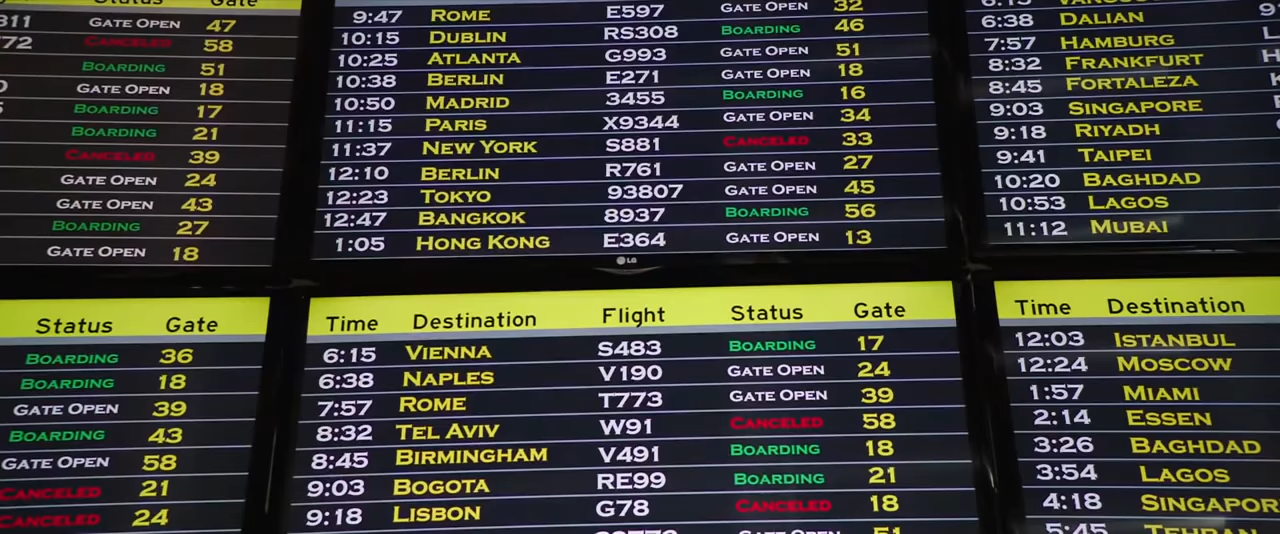 Status Gate
311 GATE OPEN 47
72 CANCELED 58
BOARDING 51
GATE OPEN 18
BOARDING 17
BOARDING 21
CANCELED 39
GATE OPEN 24
GATE OPEN 43
BOARDING 27
GATE OPEN 18
9:47 ROME E597 GATE OPEN 32
10:15 DUBLIN RS308 BOARDING 46
10:25 ATLANTA G993 GATE OPEN 51
10:38 BERLIN E271 GATE OPEN 18
10:50 MADRID 3455 BOARDING 16
11:15 PARIS X9344 GATE OPEN 34
11:37 NEW YORK S881 CANCELED 33
12:10 BERLIN R761 GATE OPEN 27
12:23 TOKYO 93807 GATE OPEN 45
12:47 BANGKOK 8937 BOARDING 56
1:05 HONG KONG E364 GATE OPEN 13
LG
6:38 DALIAN
7:57 HAMBURG
8:32 FRANKFURT
8:45 FORTALEZA
9:03 SINGAPORE
9:18 RIYADH
9:41 TAIPEI
10:20 BAGHDAD
10:53 LAGOS
11:12 MUBAI
Status Gate
BOARDING 36
BOARDING 18
GATE OPEN 39
BOARDING 43
GATE OPEN 58
CANCELED 21
CANCELED 24
Time Destination Flight Status Gate
6:15 VIENNA S483 BOARDING 17
6:38 NAPLES V190 GATE OPEN 24
7:57 ROME T773 GATE OPEN 39
8:32 TEL AVIV W91 CANCELED 58
8:45 BIRMINGHAM V491 BOARDING 18
9:03 BOGOTA RE99 BOARDING 21
9:18 LISBON G78 CANCELED 18
GATE OPEN 51
Time Destination
12:03 ISTANBUL
12:24 MOSCOW
1:57 MIAMI
2:14 ESSEN
3:26 BAGHDAD
3:54 LAGOS
4:18 SINGAPOR
5:45 TEHRAN